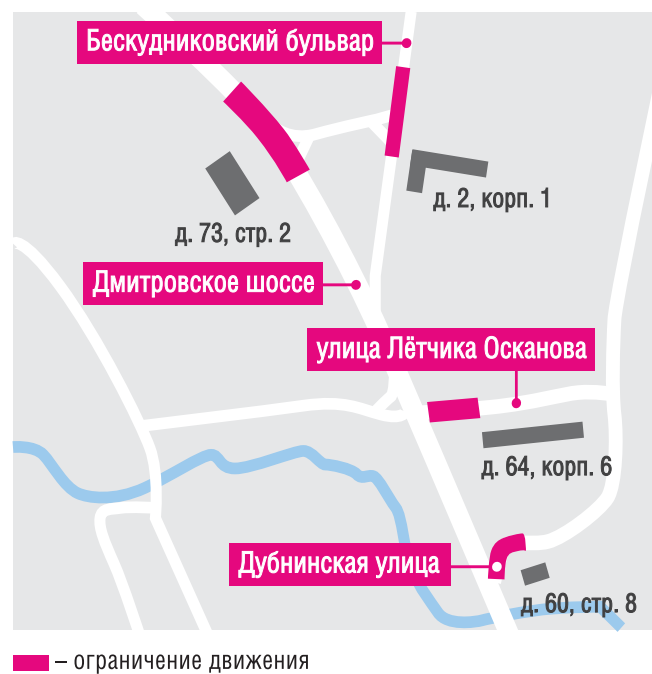 Бескудниковский бульвар
д. 2, корп. 1
д. 73, стр. 2
Дмитровское шоссе
улица Лётчика Осканова
д. 64, корп. 6
Дубнинская улица
д. 60, стр. 8
– ограничение движения